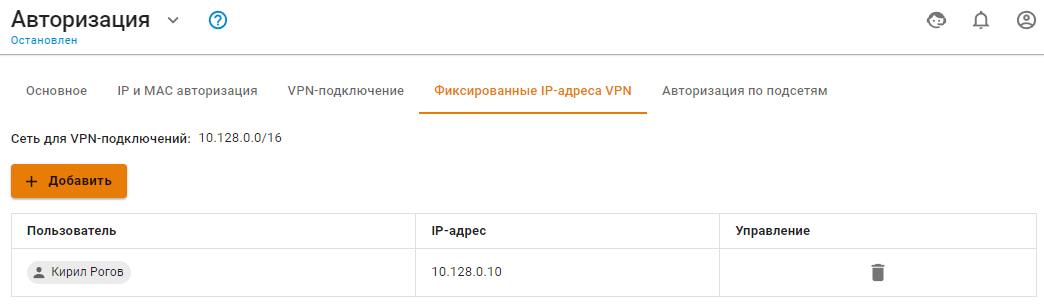 Авторизация
Остановлен
Основное IP и MAC авторизация VPN-подключение Фиксированные IP-адреса VPN Авторизация по подсетям
Сеть для VPN-подключений: 10.128.0.0/16
+ Добавить
Пользователь IP-адрес Управление
Кирил Рогов 10.128.0.10